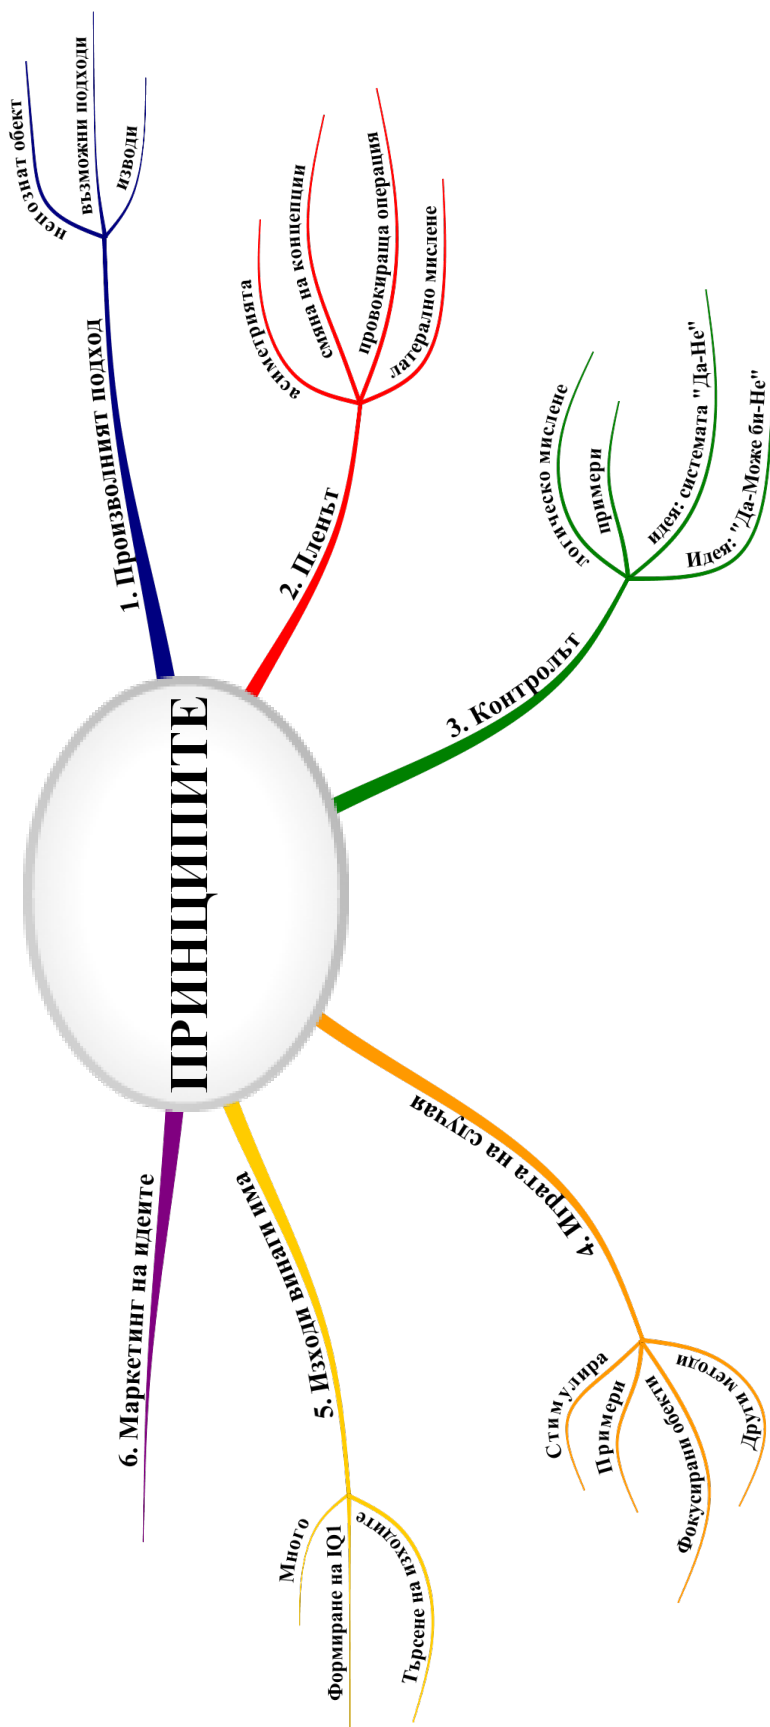 ПРИНЦИПИТЕ
1. Произволният подход
непознат обект
възможни подходи
изводи
2. Пленът
асиметрията
смяна на концепции
провокираща операция
латерално мислене
3. Контролът
логическо мислене
примери
идея: системата "Да-Не"
Идея: "Да-Може би-Не"
4. Играта на случая
Стимулира
Примери
Фокусирани обекти
Други методи
5. Изходи винаги има
Много
Формиране на IQ1
Търсене на изходите
6. Маркетинг на идеите